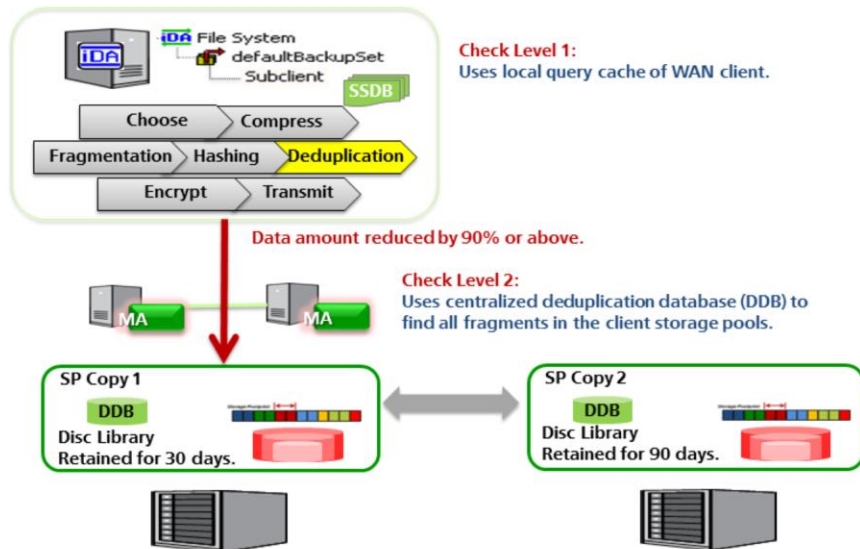 iDA
iDA File System
defaultBackupSet
Subclient
SSDB
Choose
Compress
Fragmentation
Hashing
Deduplication
Encrypt
Transmit
Check Level 1:
Uses local query cache of WAN client.
Data amount reduced by 90% or above.
Check Level 2:
Uses centralized deduplication database (DDB) to
find all fragments in the client storage pools.
MA
MA
SP Copy 1
DDB
Disc Library
Retained for 30 days.
SP Copy 2
DDB
Disc Library
Retained for 90 days.